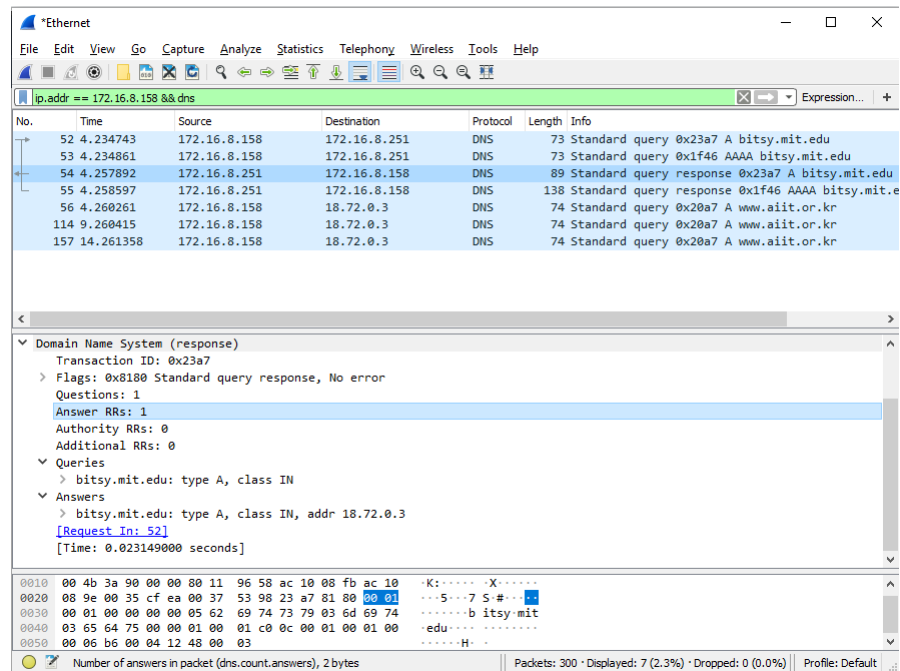 *Ethernet
File Edit View Go Capture Analyze Statistics Telephony Wireless Tools Help
ip.addr == 172.16.8.158 && dns Expression… +
No. Time Source Destination Protocol Length Info
52 4.234743 172.16.8.158 172.16.8.251 DNS 73 Standard query 0x23a7 A bitsy.mit.edu
53 4.234861 172.16.8.158 172.16.8.251 DNS 73 Standard query 0x1f46 AAAA bitsy.mit.edu
54 4.257892 172.16.8.251 172.16.8.158 DNS 89 Standard query response 0x23a7 A bitsy.mit.edu
55 4.258597 172.16.8.251 172.16.8.158 DNS 138 Standard query response 0x1f46 AAAA bitsy.mit.e
56 4.260261 172.16.8.158 18.72.0.3 DNS 74 Standard query 0x20a7 A www.aiit.or.kr
114 9.260415 172.16.8.158 18.72.0.3 DNS 74 Standard query 0x20a7 A www.aiit.or.kr
157 14.261358 172.16.8.158 18.72.0.3 DNS 74 Standard query 0x20a7 A www.aiit.or.kr
Domain Name System (response)
Transaction ID: 0x23a7
Flags: 0x8180 Standard query response, No error
Questions: 1
Answer RRs: 1
Authority RRs: 0
Additional RRs: 0
Queries
bitsy.mit.edu: type A, class IN
Answers
bitsy.mit.edu: type A, class IN, addr 18.72.0.3
[Request In: 52]
[Time: 0.023149000 seconds]
0010 00 4b 3a 90 00 00 80 11 96 58 ac 10 08 fb ac 10 ·K:····· ·X······
0020 08 9e 00 35 cf ea 00 37 53 98 23 a7 81 80 00 01 ···5···7 S·#·····
0030 00 01 00 00 00 00 05 62 69 74 73 79 03 6d 69 74 ·······b itsy·mit
0040 03 65 64 75 00 00 01 00 01 c0 0c 00 01 00 01 00 ·edu···· ········
0050 00 06 b6 00 04 12 48 00 03 ······H· ·
Number of answers in packet (dns.count.answers), 2 bytes Packets: 300 · Displayed: 7 (2.3%) · Dropped: 0 (0.0%) Profile: Default